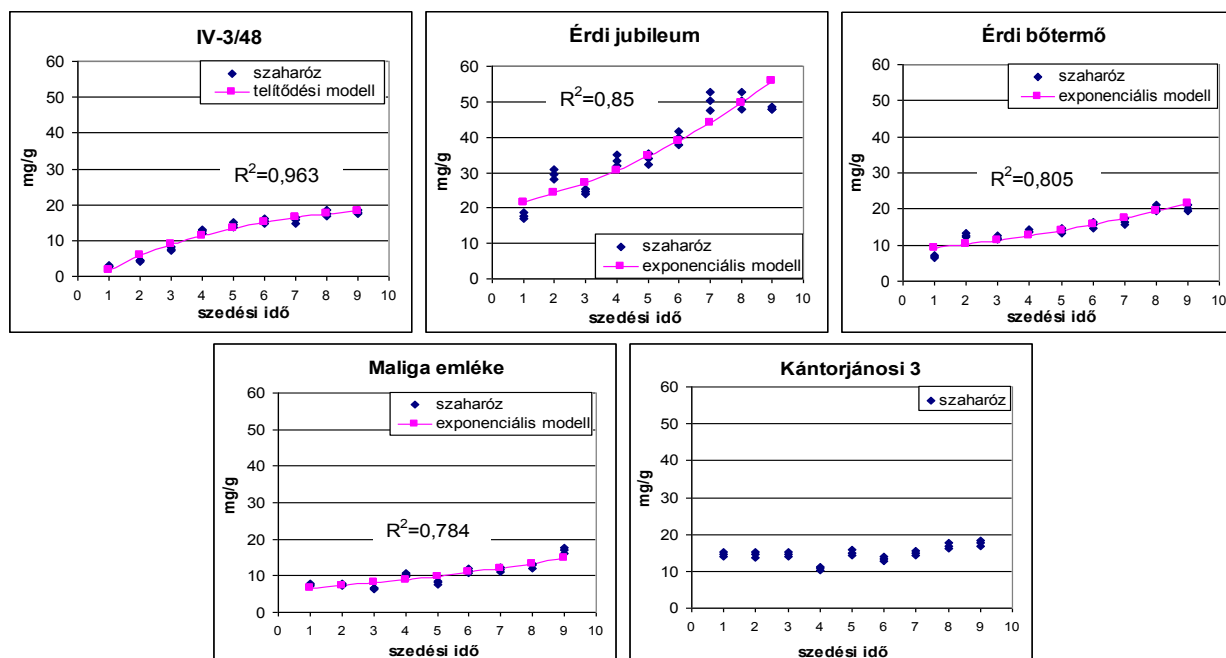 IV-3/48
60
50
40
30
20
10
0
mg/g
szaharóz
telítődési modell
R²=0,963
0 1 2 3 4 5 6 7 8 9 10
szedési idő
Érdi jubileum
60
50
40
30
20
10
0
mg/g
R²=0,85
szaharóz
exponenciális modell
0 1 2 3 4 5 6 7 8 9 10
szedési idő
Érdi bőtermő
60
50
40
30
20
10
0
mg/g
szaharóz
exponenciális modell
R²=0,805
0 1 2 3 4 5 6 7 8 9 10
szedési idő
Maliga emléke
60
50
40
30
20
10
0
mg/g
szaharóz
exponenciális modell
R²=0,784
0 1 2 3 4 5 6 7 8 9 10
szedési idő
Kántorjánosi 3
60
50
40
30
20
10
0
mg/g
szaharóz
0 1 2 3 4 5 6 7 8 9 10
szedési idő